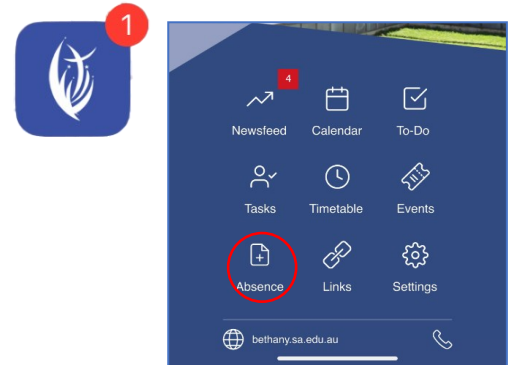 1
4
Newsfeed Calendar To-Do
Tasks Timetable Events
Absence Links Settings
bethany.sa.edu.au